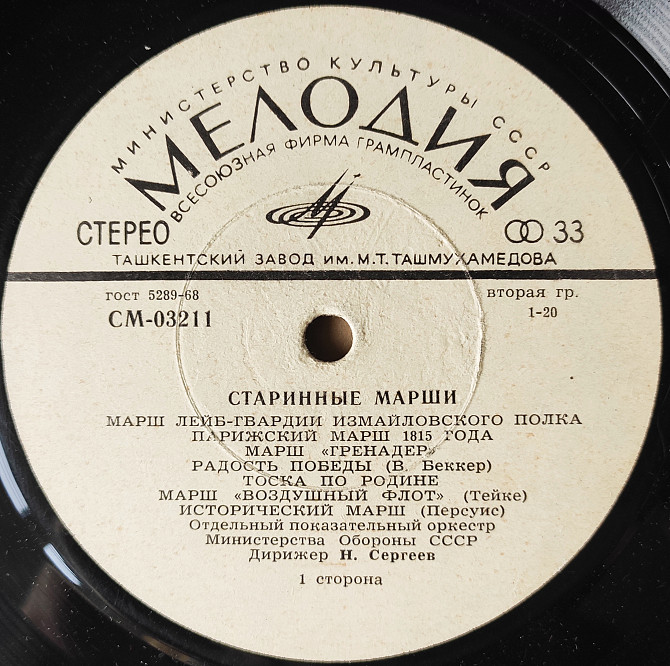 МИНИСТЕРСТВО КУЛЬТУРЫ СССР
МЕЛОДИЯ
ВСЕСОЮЗНАЯ ФИРМА ГРАМПЛАСТИНОК
СТЕРЕО 33
ТАШКЕНТСКИЙ ЗАВОД ИМ. М.Т. ТАШМУХАМЕДОВА
гост 5289-68 вторая гр.
СМ-03211 1-20
СТАРИННЫЕ МАРШИ
МАРШ ЛЕЙБ-ГВАРДИИ ИЗМАЙЛОВСКОГО ПОЛКА
ПАРИЖСКИЙ МАРШ 1815 ГОДА
МАРШ «ГРЕНАДЕР»
РАДОСТЬ ПОБЕДЫ (В. Беккер)
ТОСКА ПО РОДИНЕ
МАРШ «ВОЗДУШНЫЙ ФЛОТ» (Тейке)
ИСТОРИЧЕСКИЙ МАРШ (Персуис)
Отдельный показательный оркестр
Министерства Обороны СССР
Дирижер Н. Сергеев
1 сторона